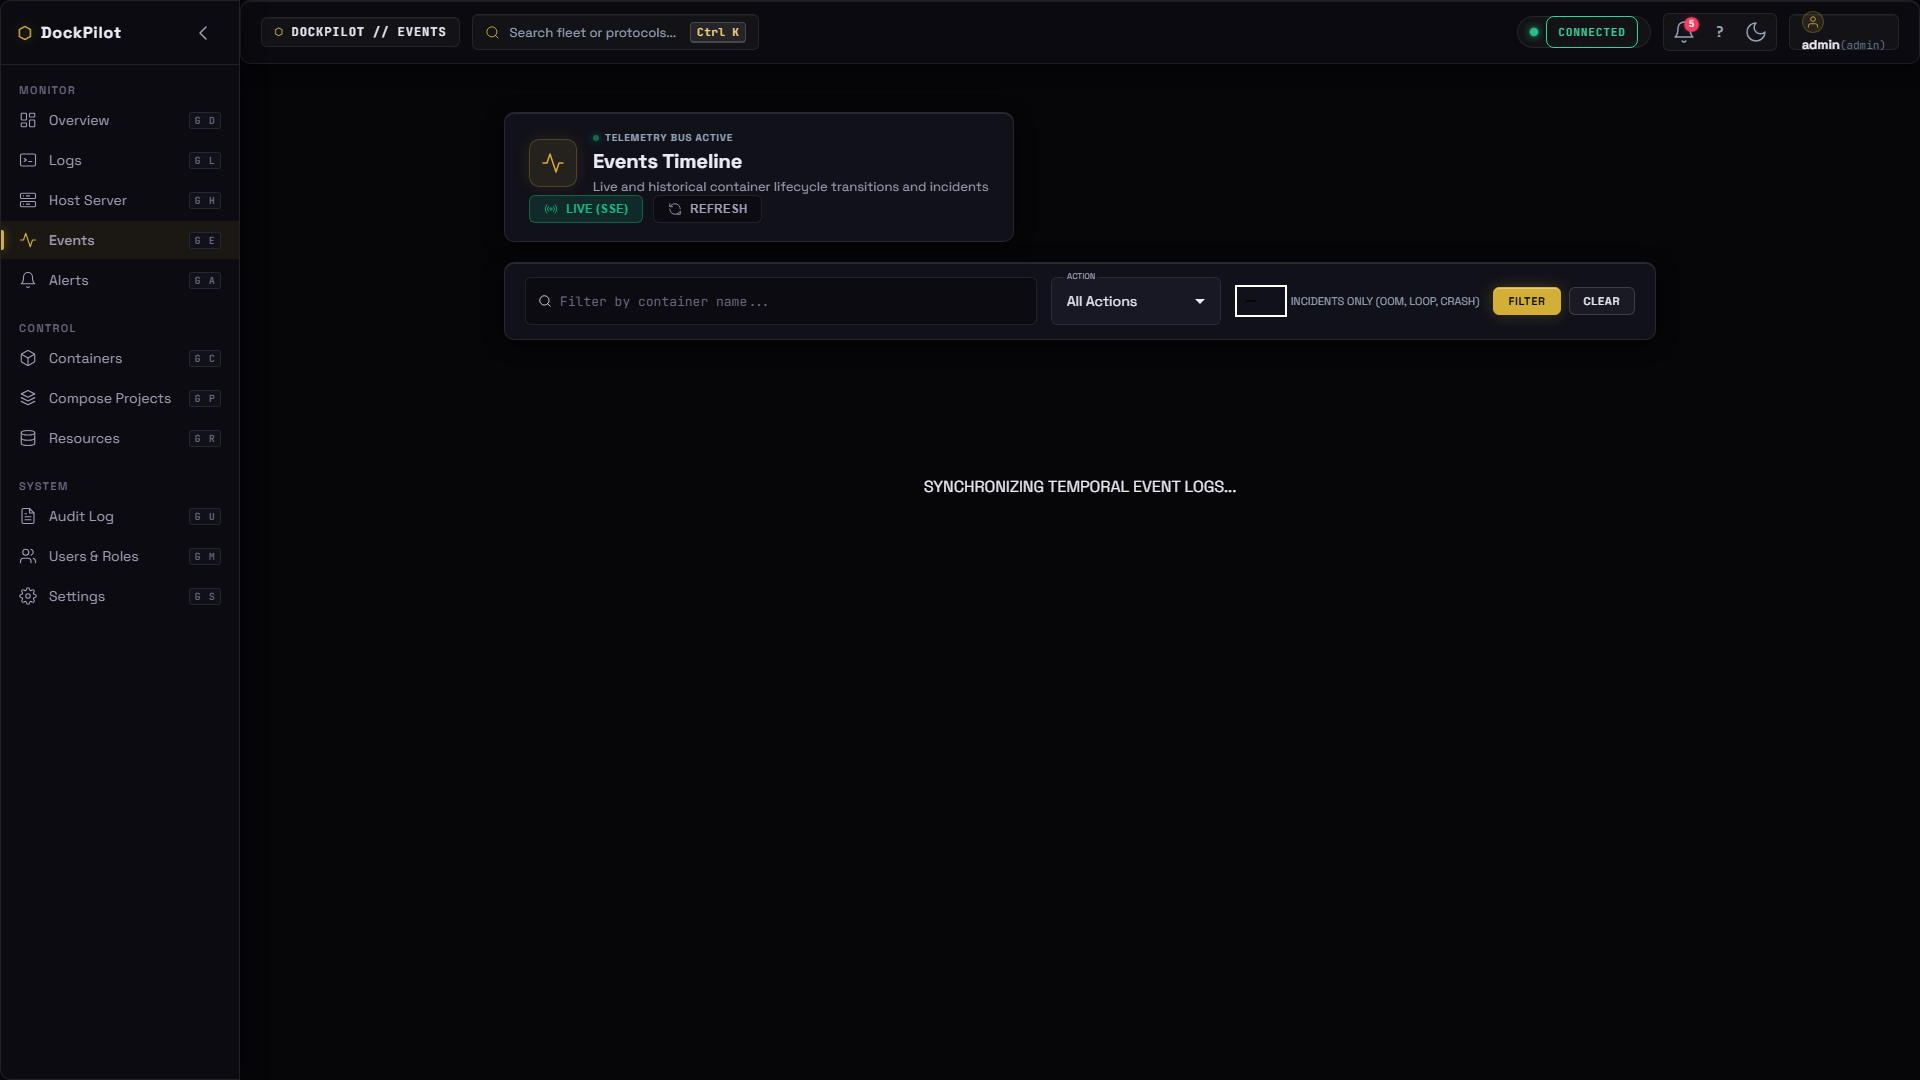 DockPilot
DOCKPILOT // EVENTS
Search fleet or protocols...
Ctrl K
CONNECTED
5
?
admin(admin)
MONITOR
Overview G D
Logs G L
Host Server G H
Events G E
Alerts G A
CONTROL
Containers G C
Compose Projects G P
Resources G R
SYSTEM
Audit Log G U
Users & Roles G M
Settings G S
TELEMETRY BUS ACTIVE
Events Timeline
Live and historical container lifecycle transitions and incidents
LIVE (SSE)
REFRESH
Filter by container name...
ACTION
All Actions
INCIDENTS ONLY (OOM, LOOP, CRASH)
FILTER
CLEAR
SYNCHRONIZING TEMPORAL EVENT LOGS...